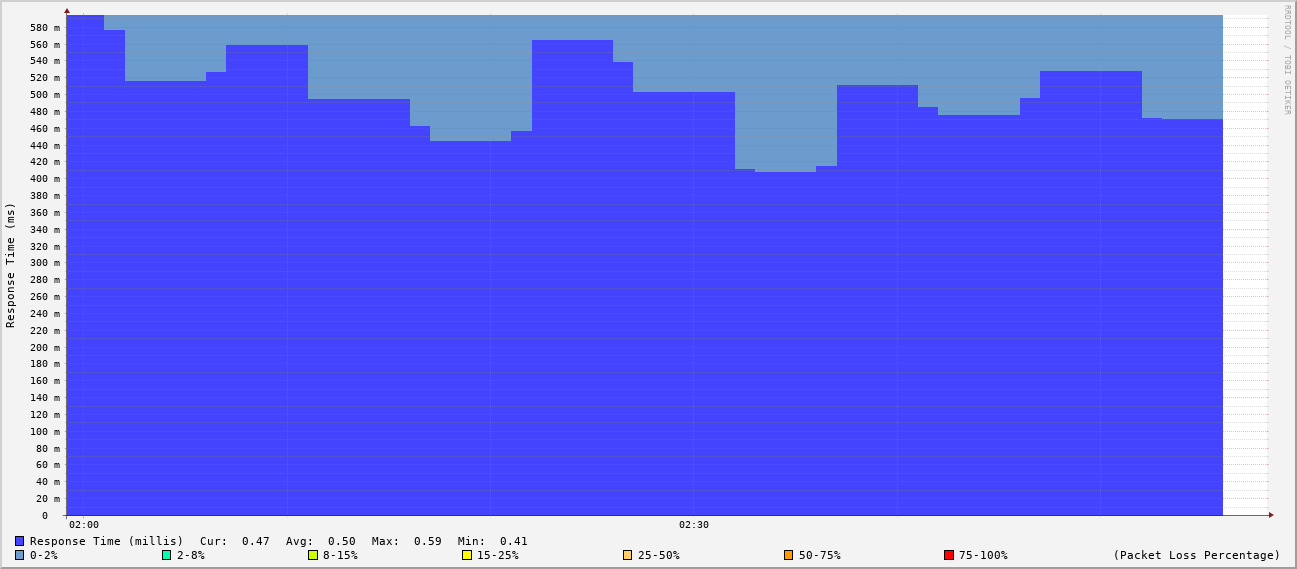 RRDTOOL / TOBI OETIKER
Response Time (ms)
580 m
560 m
540 m
520 m
500 m
480 m
460 m
440 m
420 m
400 m
380 m
360 m
340 m
320 m
300 m
280 m
260 m
240 m
220 m
200 m
180 m
160 m
140 m
120 m
100 m
80 m
60 m
40 m
20 m
0
02:00 02:30
Response Time (millis) Cur: 0.47 Avg: 0.50 Max: 0.59 Min: 0.41
0-2% 2-8% 8-15% 15-25% 25-50% 50-75% 75-100% (Packet Loss Percentage)